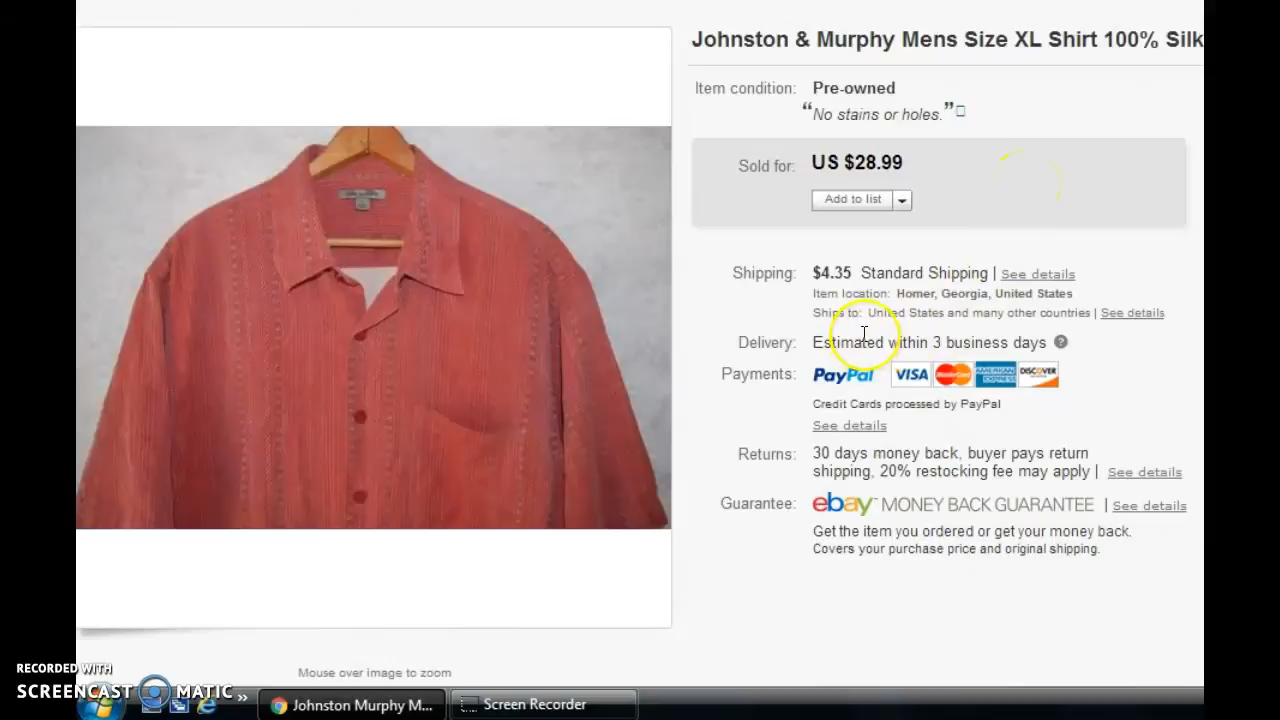 Johnston & Murphy Mens Size XL Shirt 100% Silk
Item condition: Pre-owned
“No stains or holes.”
Sold for: US $28.99
Add to list
Shipping: $4.35 Standard Shipping | See details
Item location: Homer, Georgia, United States
Ships to: United States and many other countries | See details
Delivery: Estimated within 3 business days ?
Payments: PayPal VISA MasterCard AMERICAN EXPRESS DISCOVER
Credit Cards processed by PayPal
See details
Returns: 30 days money back, buyer pays return
shipping, 20% restocking fee may apply | See details
Guarantee: ebay MONEY BACK GUARANTEE | See details
Get the item you ordered or get your money back.
Covers your purchase price and original shipping.
Mouse over image to zoom
RECORDED WITH
SCREENCAST MATIC
Johnston Murphy M...
Screen Recorder